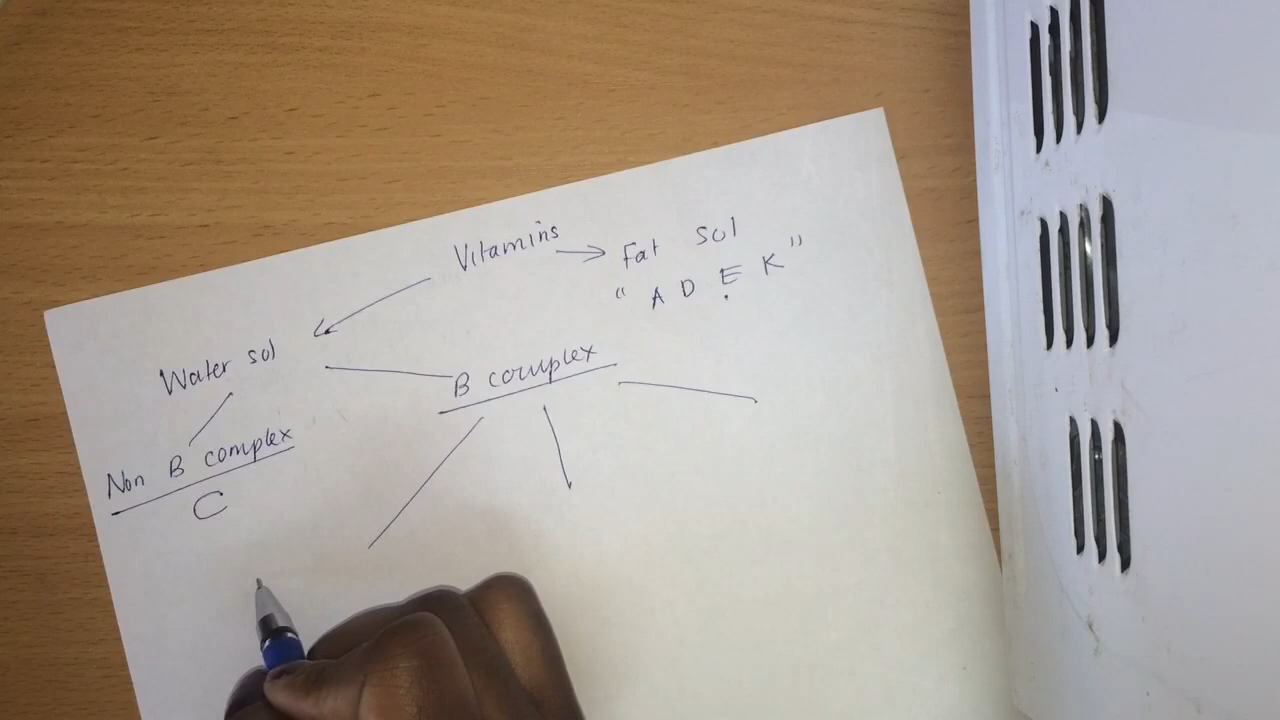 Vitamins
Fat sol
"A D E K"
Water sol
B complex
Non B complex
C